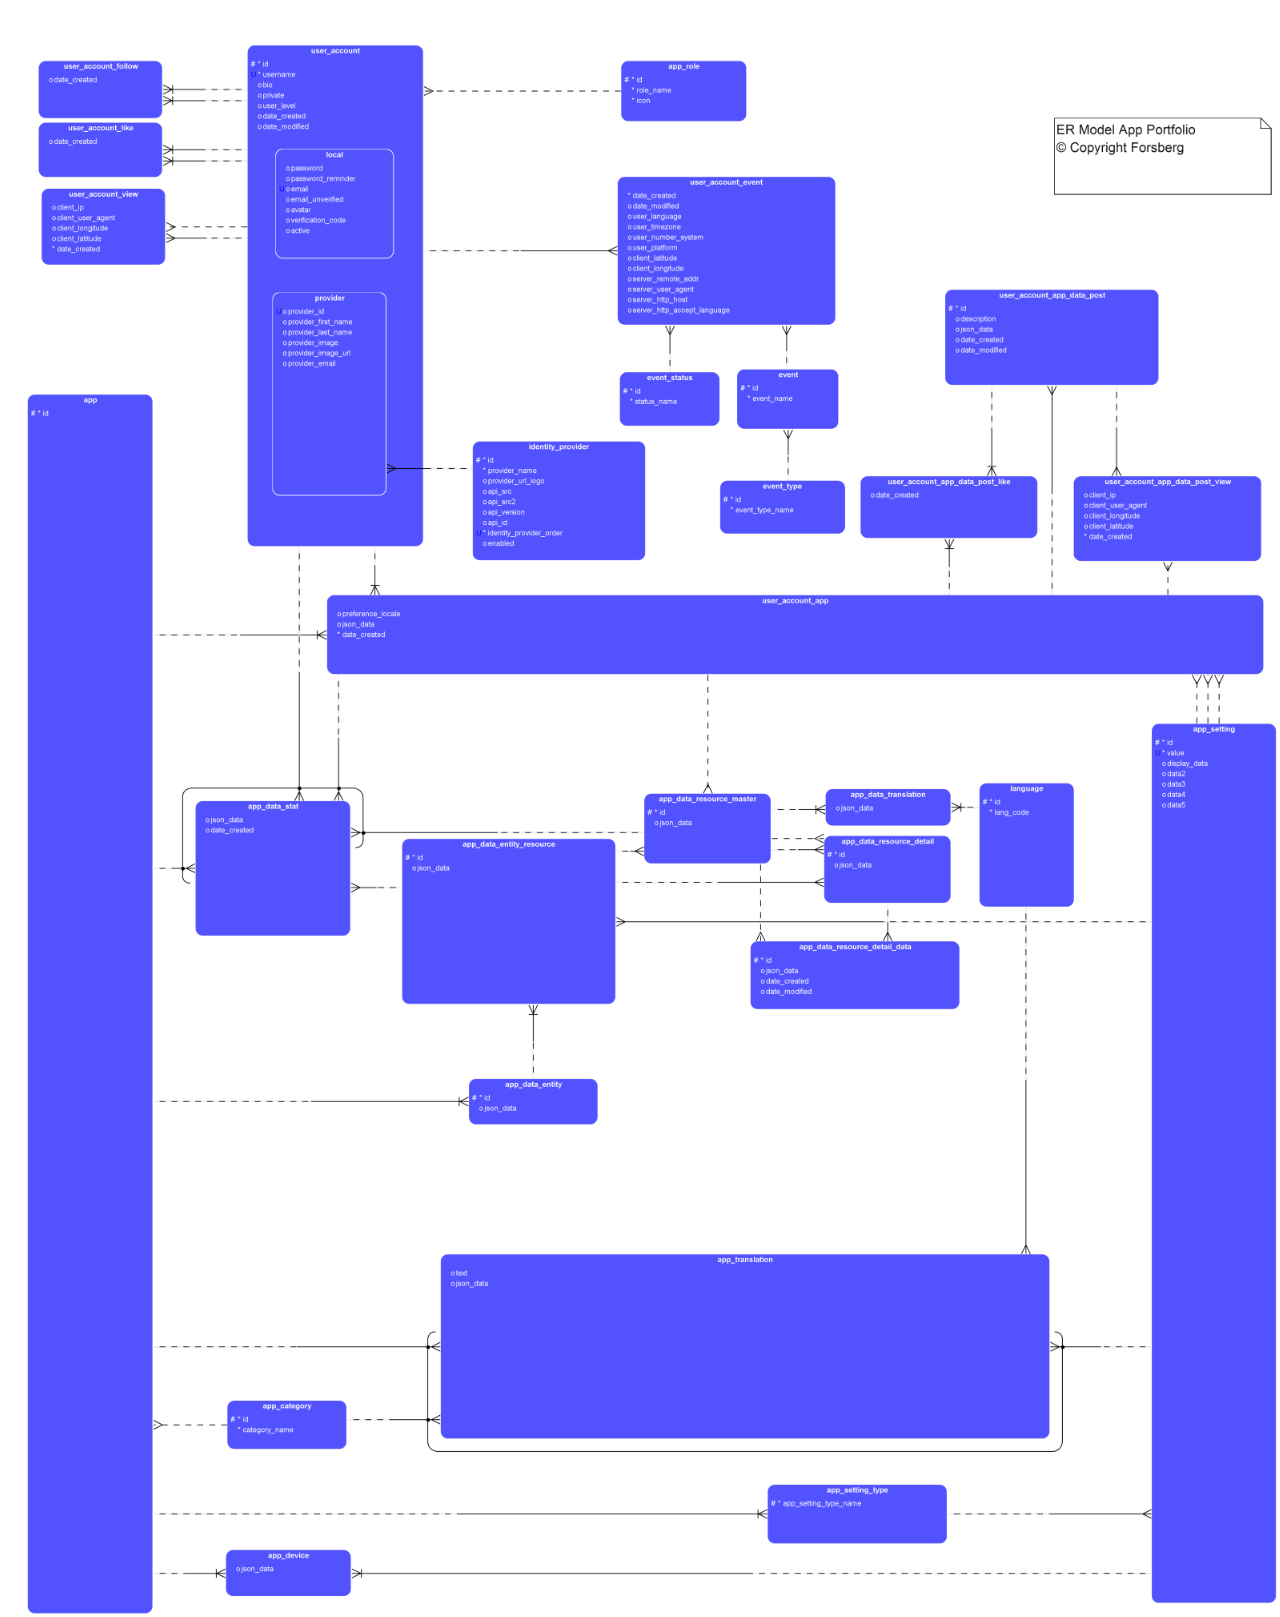 user_account
# * id
U * username
o bio
o private
o user_level
o date_created
o date_modified
local
o password
o password_reminder
U o email
o email_unverified
o avatar
o verification_code
o active
provider
U o provider_id
o provider_first_name
o provider_last_name
o provider_image
o provider_image_url
o provider_email
user_account_follow
o date_created
user_account_like
o date_created
user_account_view
o client_ip
o client_user_agent
o client_longitude
o client_latitude
* date_created
app_role
# * id
* role_name
* icon
ER Model App Portfolio
© Copyright Forsberg
user_account_event
* date_created
o date_modified
o user_language
o user_timezone
o user_number_system
o user_platform
o client_latitude
o client_longitude
o server_remote_addr
o server_user_agent
o server_http_host
o server_http_accept_language
event_status
# * id
* status_name
event
# * id
* event_name
event_type
# * id
* event_type_name
identity_provider
# * id
* provider_name
o provider_url_logo
o api_src
o api_src2
o api_version
o api_id
U * identity_provider_order
o enabled
user_account_app_data_post
# * id
o description
o json_data
o date_created
o date_modified
user_account_app_data_post_like
o date_created
user_account_app_data_post_view
o client_ip
o client_user_agent
o client_longitude
o client_latitude
* date_created
app
# * id
user_account_app
o preference_locale
o json_data
* date_created
app_setting
# * id
U * value
o display_data
o data2
o data3
o data4
o data5
app_data_stat
o json_data
o date_created
app_data_entity_resource
# * id
o json_data
app_data_resource_master
# * id
o json_data
app_data_translation
o json_data
language
# * id
* lang_code
app_data_resource_detail
# * id
o json_data
app_data_resource_detail_data
# * id
o json_data
o date_created
o date_modified
app_data_entity
# * id
o json_data
app_translation
o text
o json_data
app_category
# * id
* category_name
app_setting_type
# * app_setting_type_name
app_device
o json_data